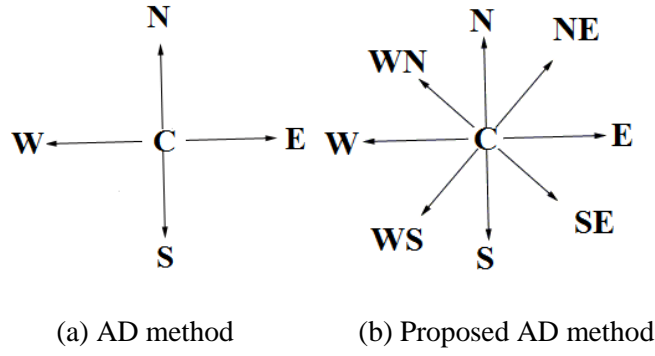 N
W C E
S
(a) AD method
N
WN NE
W C E
WS SE
S
(b) Proposed AD method